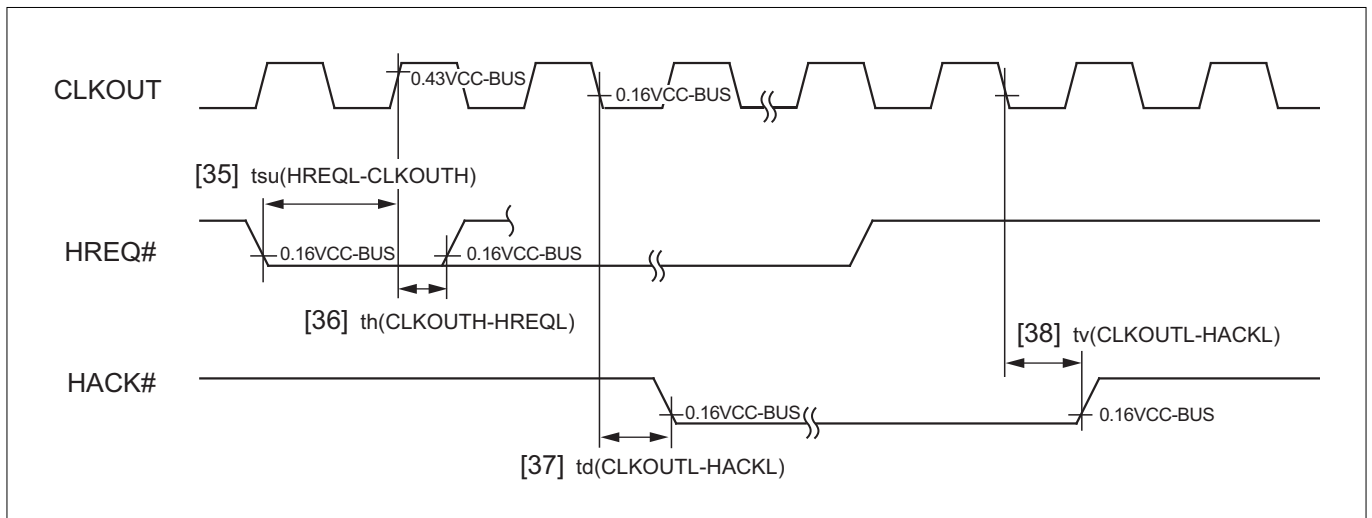 CLKOUT
0.43VCC-BUS
0.16VCC-BUS
[35] tsu(HREQL-CLKOUTH)
HREQ#
0.16VCC-BUS
0.16VCC-BUS
[36] th(CLKOUTH-HREQL)
[38] tv(CLKOUTL-HACKL)
HACK#
0.16VCC-BUS
0.16VCC-BUS
[37] td(CLKOUTL-HACKL)